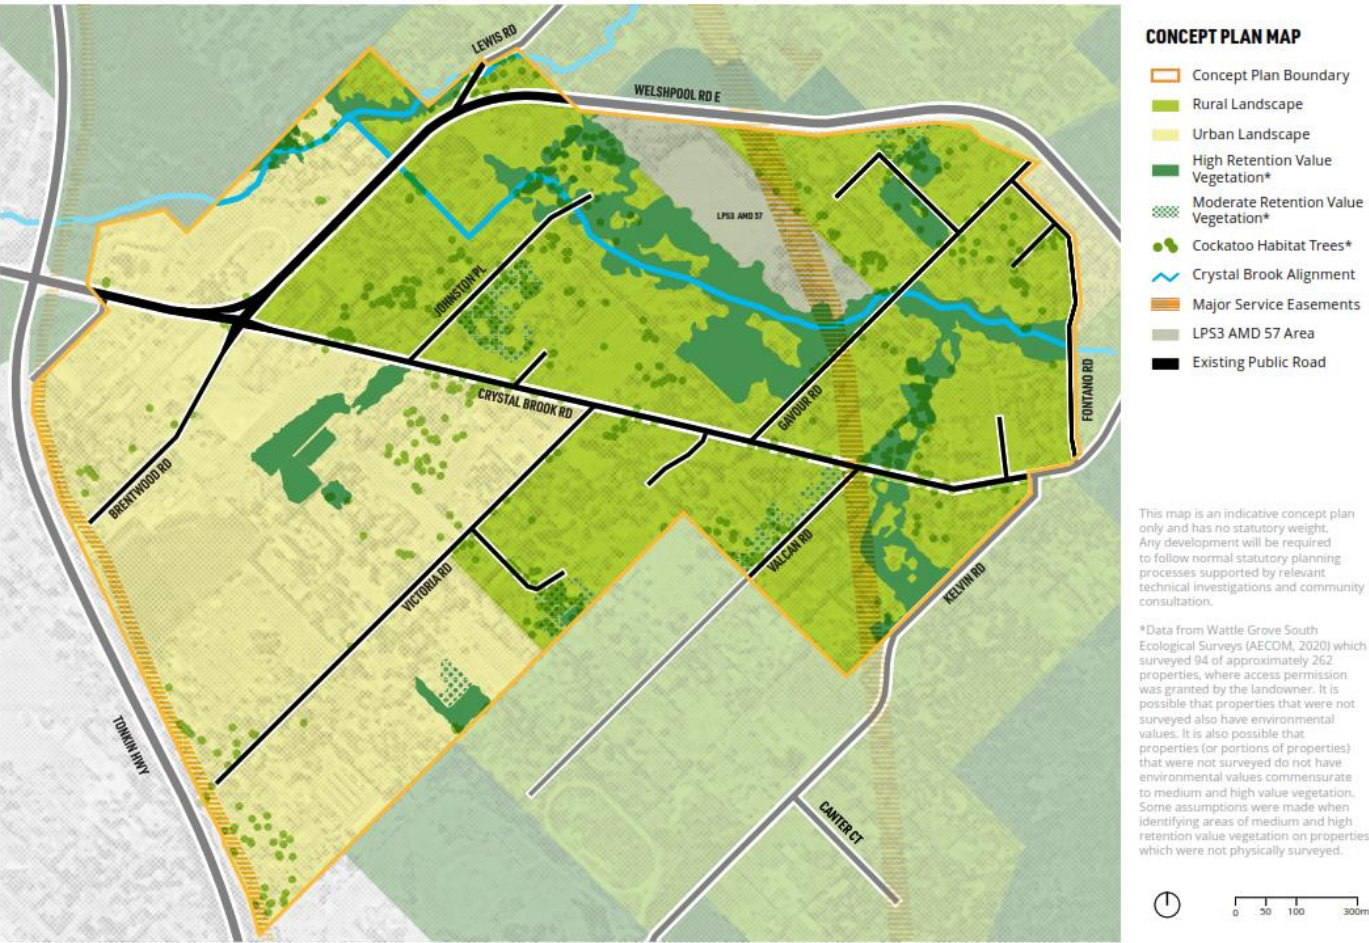 LEWIS RD
WELSHPOOL RD E
LPS3 AMD 57
JOHNSTON PL
CRYSTAL BROOK RD
GAVOUR RD
FONTANO RD
BRENTWOOD RD
VICTORIA RD
VALCAN RD
KELVIN RD
TONKIN HWY
CANTER CT
CONCEPT PLAN MAP
Concept Plan Boundary
Rural Landscape
Urban Landscape
High Retention Value
Vegetation*
Moderate Retention Value
Vegetation*
Cockatoo Habitat Trees*
Crystal Brook Alignment
Major Service Easements
LPS3 AMD 57 Area
Existing Public Road
This map is an indicative concept plan
only and has no statutory weight.
Any development will be required
to follow normal statutory planning
processes supported by relevant
technical investigations and community
consultation.
*Data from Wattle Grove South
Ecological Surveys (AECOM, 2020) which
surveyed 94 of approximately 262
properties, where access permission
was granted by the landowner. It is
possible that properties that were not
surveyed also have environmental
values. It is also possible that
properties (or portions of properties)
that were not surveyed do not have
environmental values commensurate
to medium and high value vegetation.
Some assumptions were made when
identifying areas of medium and high
retention value vegetation on properties
which were not physically surveyed.
0 50 100 300m